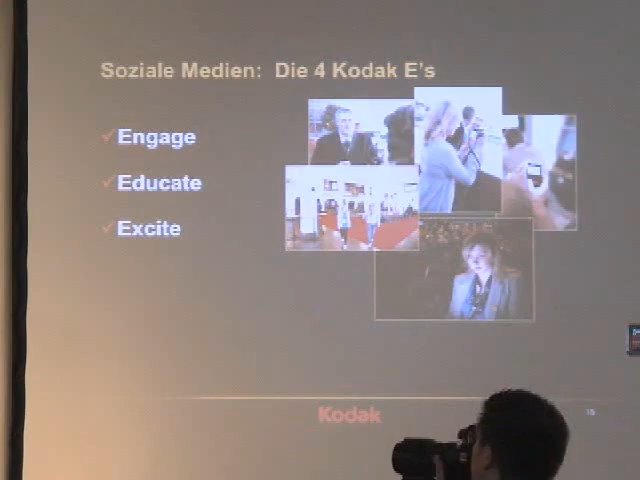 Soziale Medien: Die 4 Kodak E's
Engage
Educate
Excite
Kodak